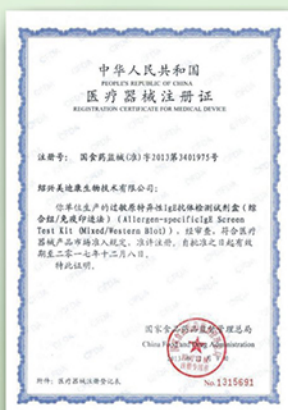 中华人民共和国
PEOPLE'S REPUBLIC OF CHINA
医疗器械注册证
REGISTRATION CERTIFICATE FOR MEDICAL DEVICE
注册号: 国食药监械(准)字2013第3401975号
绍兴美迪康生物技术有限公司:
你单位生产的过敏原特异性IgE抗体检测试剂盒(综
合组/免疫印迹法)(Allergen-specificIgE Screen
Test Kit (Mixed/Western Blot)), 经审查, 符合医疗
器械产品市场准入规定, 准许注册, 自批准之日起有效
期至二零一七年十二月八日。
特此证明。
国家食品药品监督管理总局
China Food and Drug Administration
附件: 医疗器械注册登记表
No.1315691